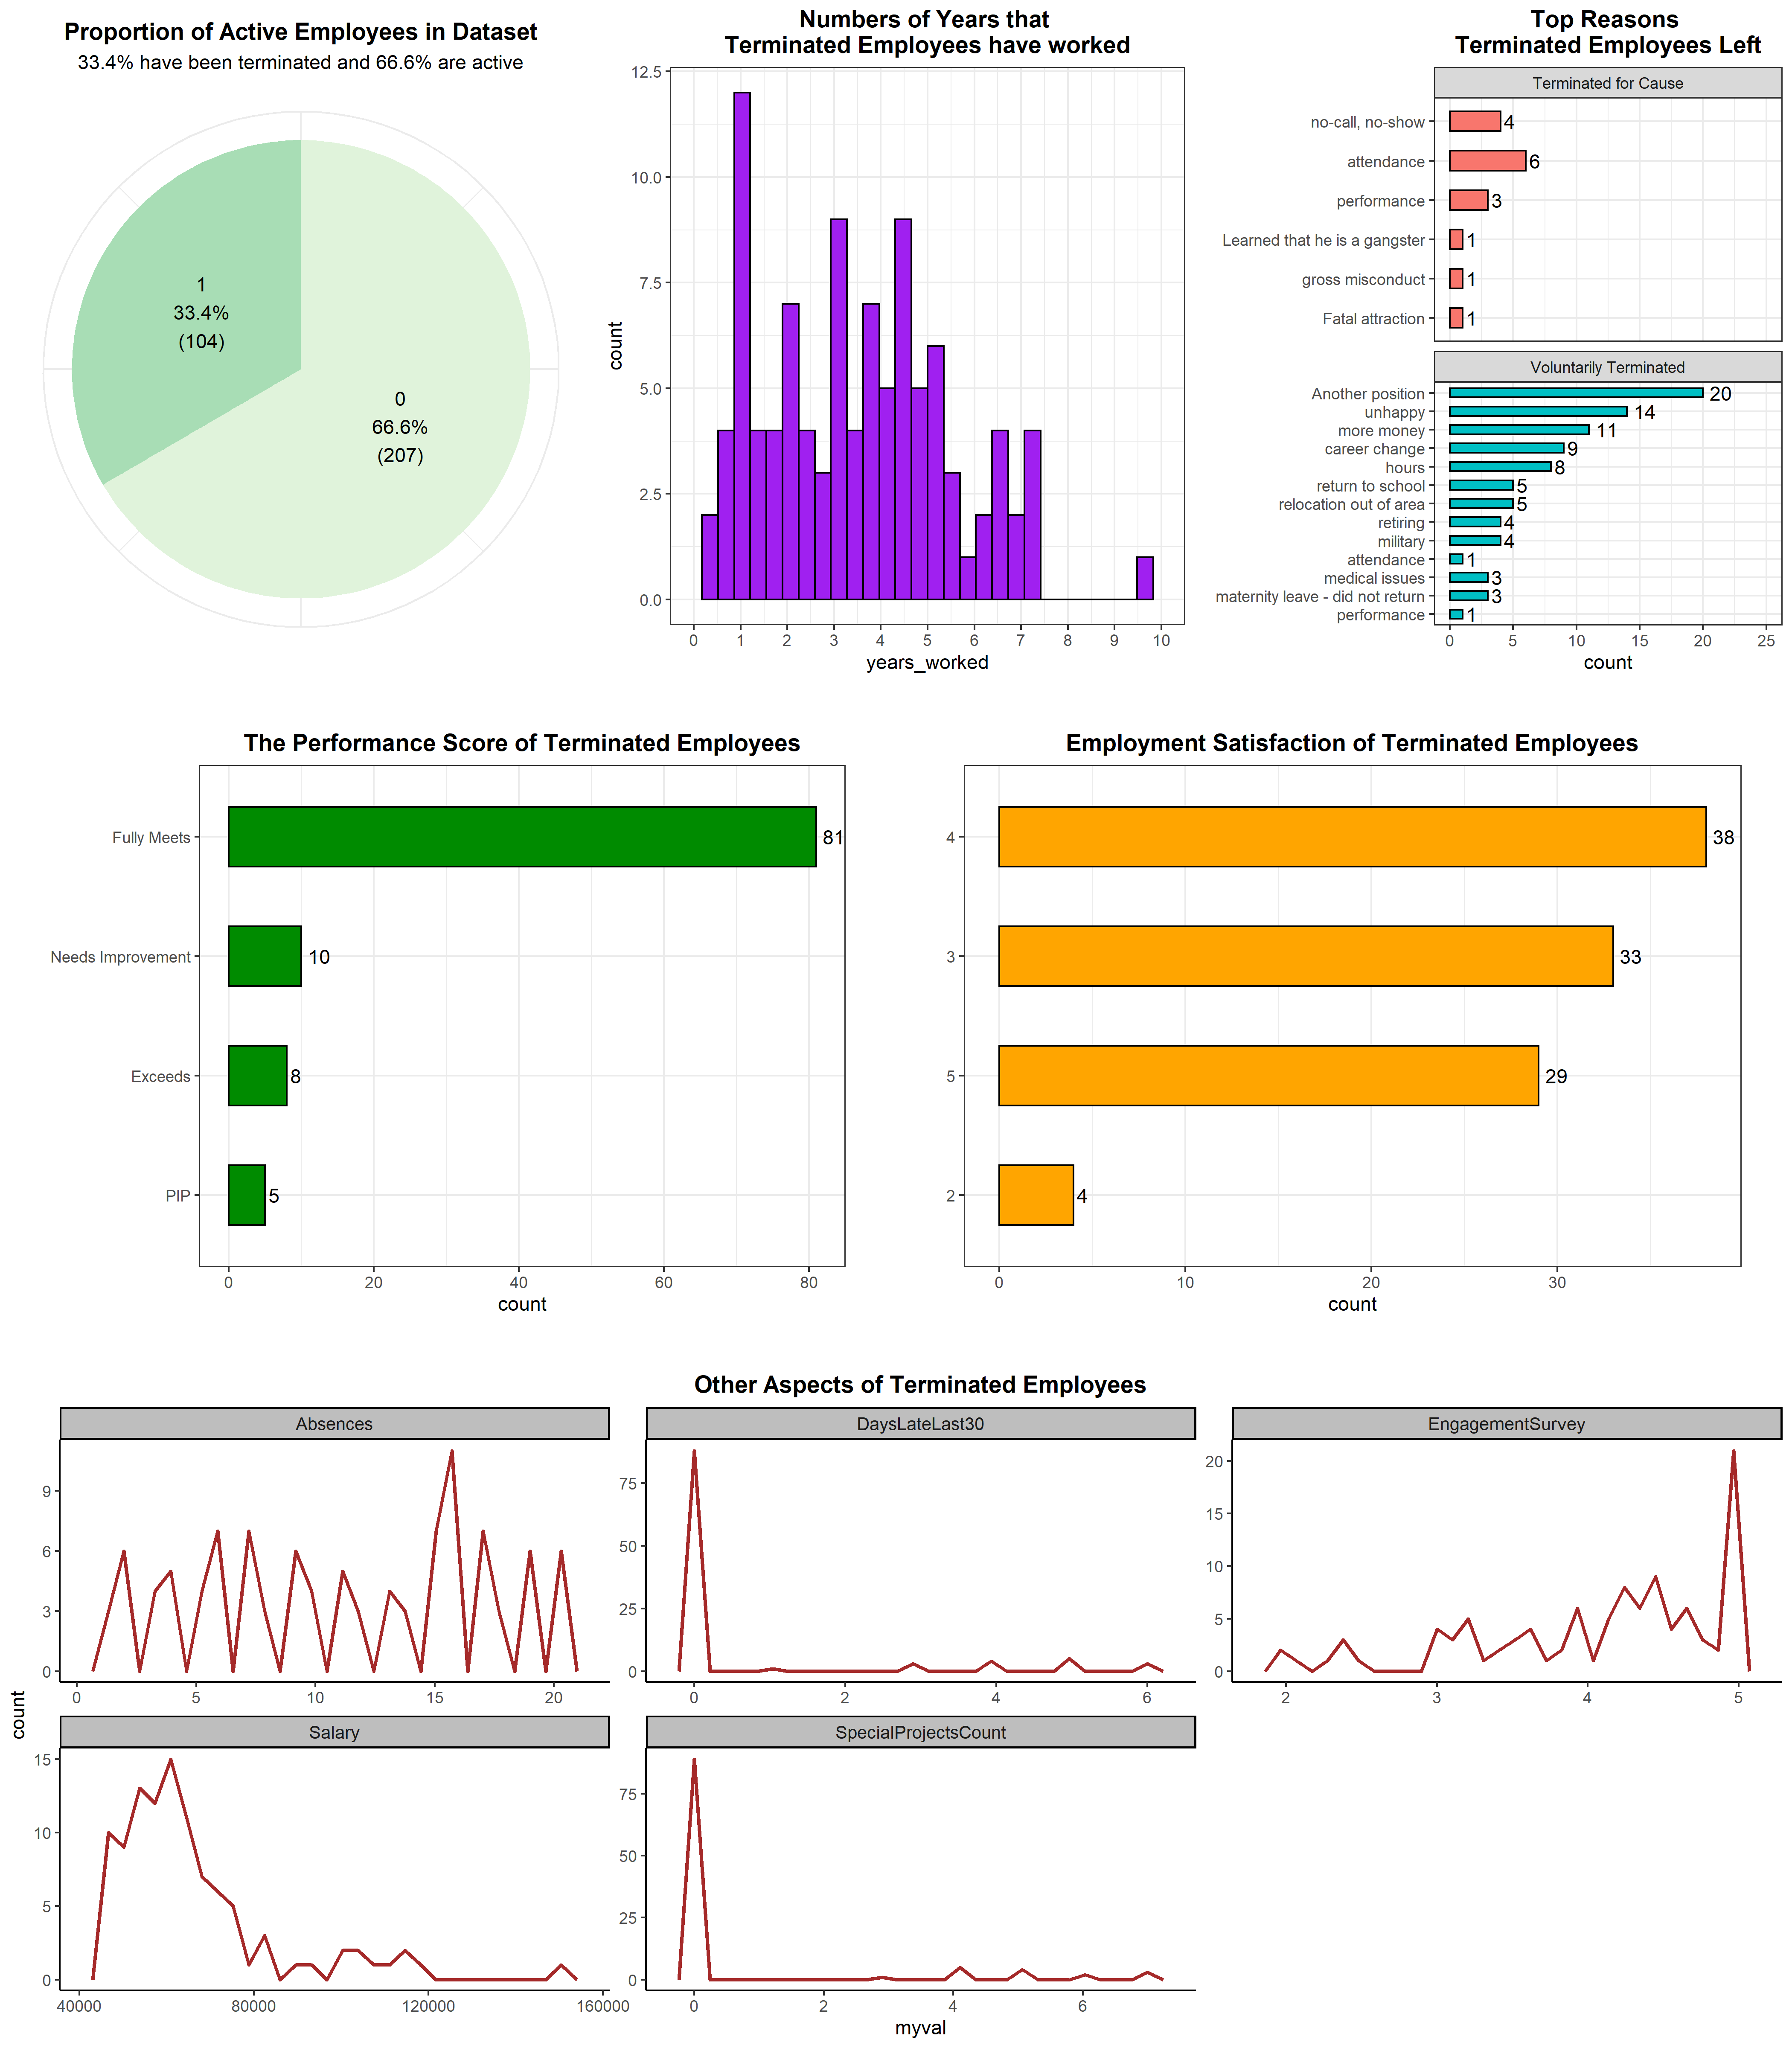 Proportion of Active Employees in Dataset
33.4% have been terminated and 66.6% are active
1
33.4%
(104)
0
66.6%
(207)
Numbers of Years that
Terminated Employees have worked
count
12.5
10.0
7.5
5.0
2.5
0.0
0 1 2 3 4 5 6 7 8 9 10
years_worked
Top Reasons
Terminated Employees Left
Terminated for Cause
no-call, no-show 4
attendance 6
performance 3
Learned that he is a gangster 1
gross misconduct 1
Fatal attraction 1
Voluntarily Terminated
Another position 20
unhappy 14
more money 11
career change 9
hours 8
return to school 5
relocation out of area 5
retiring 4
military 4
attendance 1
medical issues 3
maternity leave - did not return 3
performance 1
0 5 10 15 20 25
count
The Performance Score of Terminated Employees
Fully Meets 81
Needs Improvement 10
Exceeds 8
PIP 5
0 20 40 60 80
count
Employment Satisfaction of Terminated Employees
4 38
3 33
5 29
2 4
0 10 20 30
count
Other Aspects of Terminated Employees
count
Absences
9
6
3
0
0 5 10 15 20
DaysLateLast30
75
50
25
0
0 2 4 6
EngagementSurvey
20
15
10
5
0
2 3 4 5
Salary
15
10
5
0
40000 80000 120000 160000
SpecialProjectsCount
75
50
25
0
0 2 4 6
myval